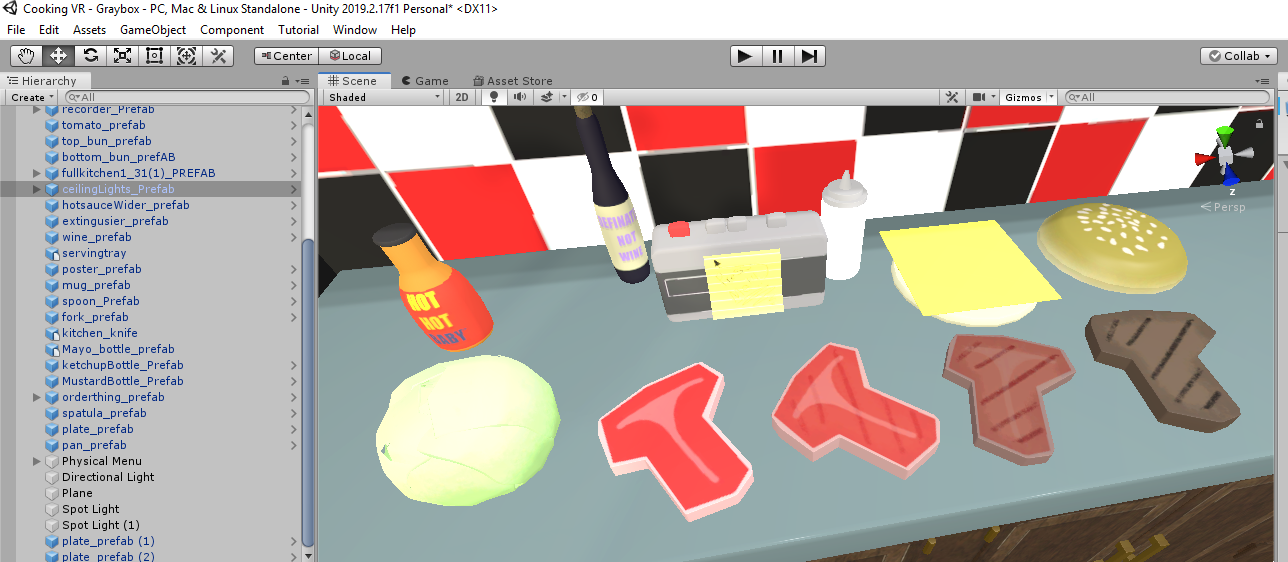 Cooking VR - Graybox - PC, Mac & Linux Standalone - Unity 2019.2.17f1 Personal* <DX11>
File Edit Assets GameObject Component Tutorial Window Help
Center Local Collab
Hierarchy
Create All
recorder_Prefab
tomato_prefab
top_bun_prefab
bottom_bun_prefAB
fullkitchen1_31(1)_PREFAB
ceilingLights_Prefab
hotsauceWider_prefab
extingusier_prefab
wine_prefab
servingtray
poster_prefab
mug_prefab
spoon_Prefab
fork_prefab
kitchen_knife
Mayo_bottle_prefab
ketchupBottle_Prefab
MustardBottle_Prefab
orderthing_prefab
spatula_prefab
plate_prefab
pan_prefab
Physical Menu
Directional Light
Plane
Spot Light
Spot Light (1)
plate_prefab (1)
plate_prefab (2)
Scene Game Asset Store
Shaded 2D 0 Gizmos All
z
Persp
DEFINATELY
NOT
WINE
HOT
HOT
BABY